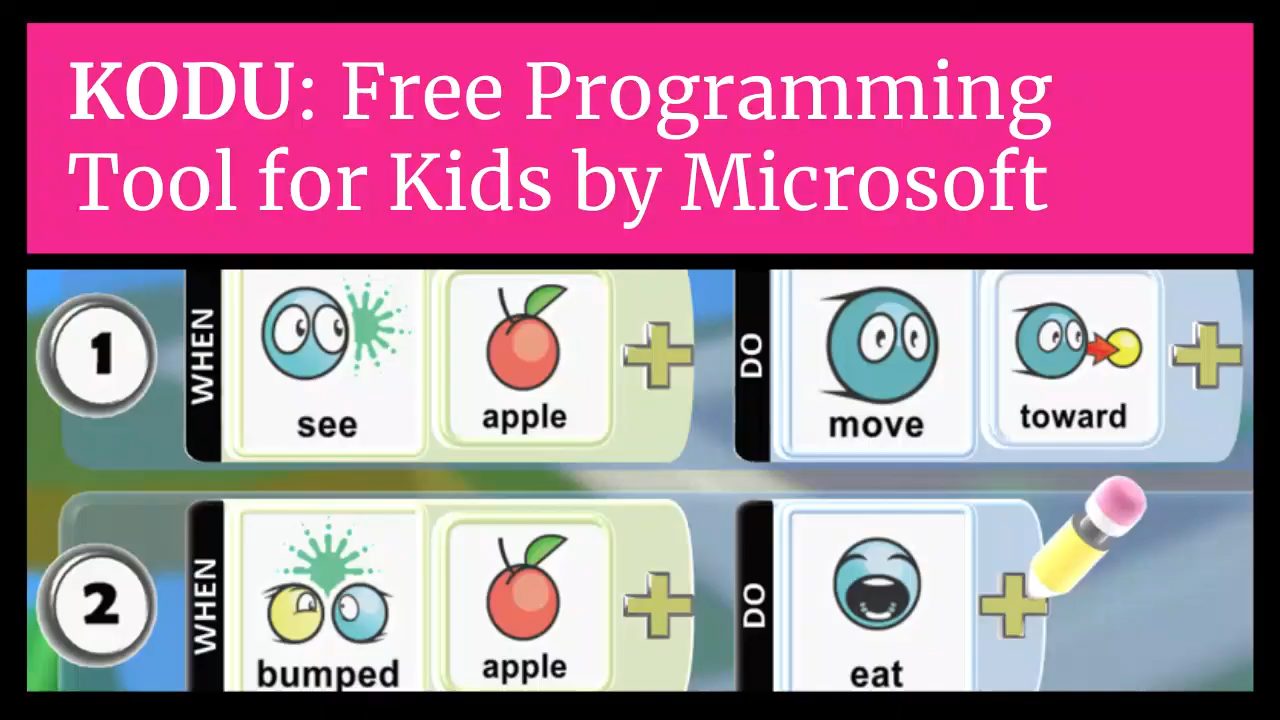 KODU: Free Programming
Tool for Kids by Microsoft
1 WHEN see apple DO move toward
2 WHEN bumped apple DO eat